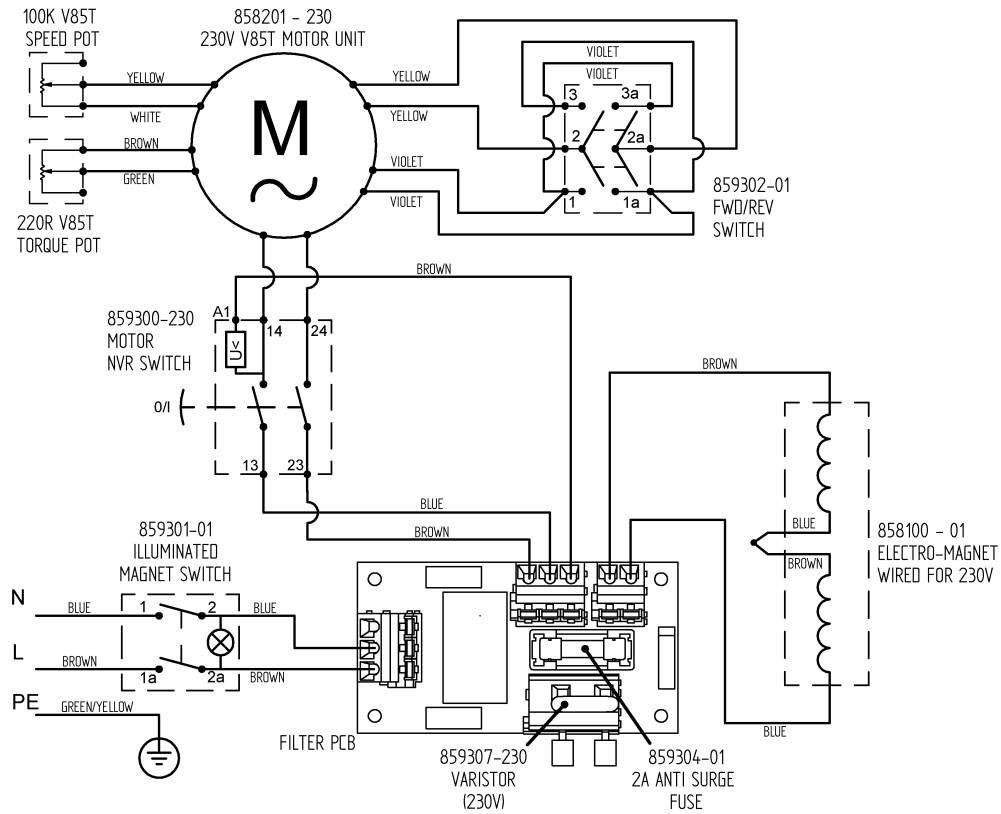 100K V85T
SPEED POT
858201 - 230
230V V85T MOTOR UNIT
YELLOW
WHITE
BROWN
GREEN
220R V85T
TORQUE POT
M
YELLOW
YELLOW
VIOLET
VIOLET
VIOLET
VIOLET
3
3a
2
2a
1
1a
859302-01
FWD/REV
SWITCH
BROWN
859300-230
MOTOR
NVR SWITCH
A1
14
24
U<
0/I
13
23
BLUE
BROWN
BROWN
BLUE
BROWN
858100 - 01
ELECTRO-MAGNET
WIRED FOR 230V
859301-01
ILLUMINATED
MAGNET SWITCH
N
BLUE
1
2
BLUE
L
BROWN
1a
2a
BROWN
PE
GREEN/YELLOW
FILTER PCB
859307-230
VARISTOR
(230V)
859304-01
2A ANTI SURGE
FUSE
BLUE